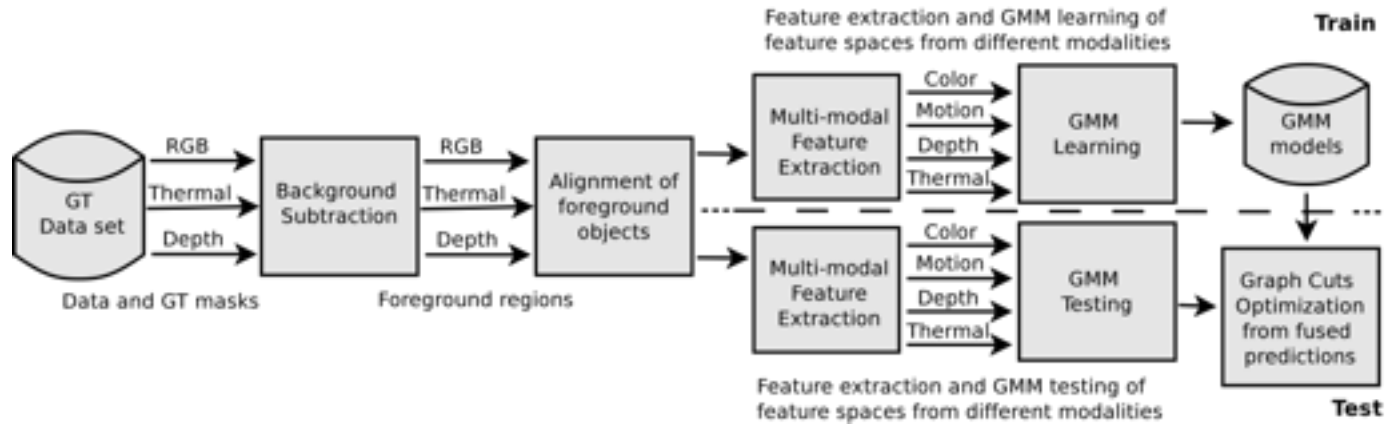 Feature extraction and GMM learning of
feature spaces from different modalities
Train
GT
Data set
RGB
Thermal
Depth
Data and GT masks
Background
Subtraction
RGB
Thermal
Depth
Foreground regions
Alignment of
foreground
objects
Multi-modal
Feature
Extraction
Color
Motion
Depth
Thermal
GMM
Learning
GMM
models
Multi-modal
Feature
Extraction
Color
Motion
Depth
Thermal
GMM
Testing
Graph Cuts
Optimization
from fused
predictions
Feature extraction and GMM testing of
feature spaces from different modalities
Test